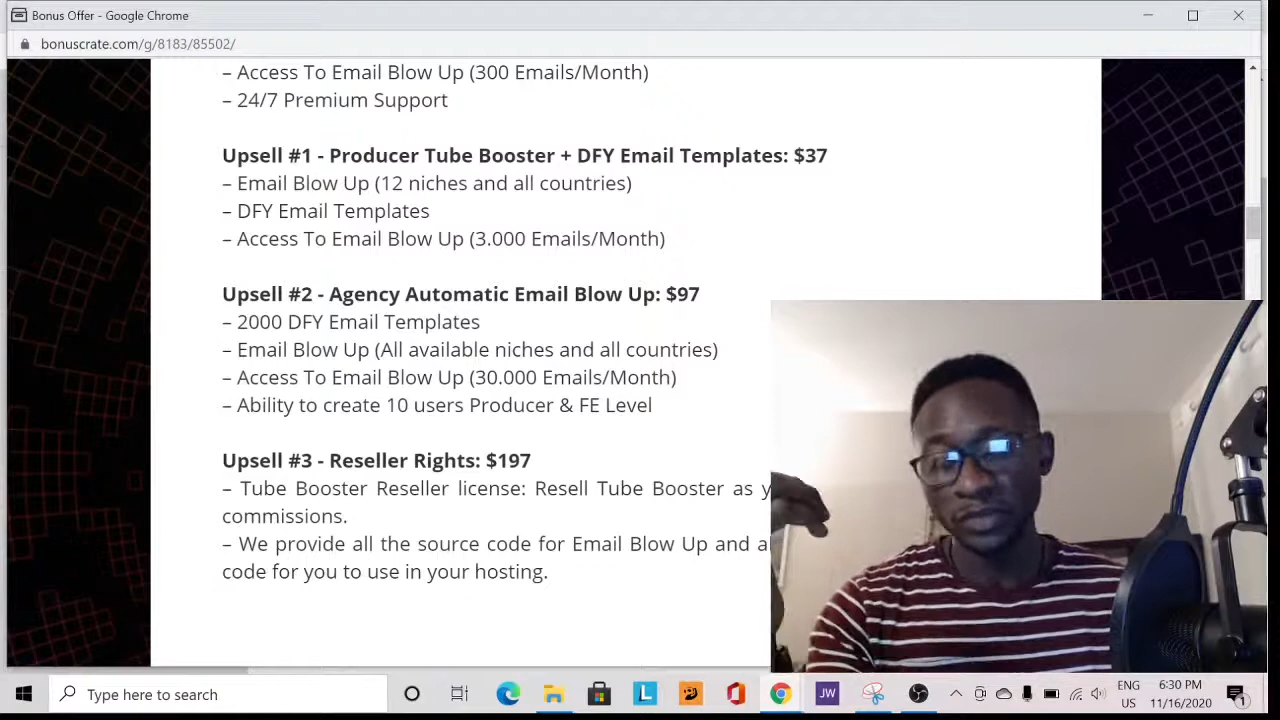 Bonus Offer - Google Chrome
bonuscrate.com/g/8183/85502/
– Access To Email Blow Up (300 Emails/Month)
– 24/7 Premium Support
Upsell #1 - Producer Tube Booster + DFY Email Templates: $37
– Email Blow Up (12 niches and all countries)
– DFY Email Templates
– Access To Email Blow Up (3.000 Emails/Month)
Upsell #2 - Agency Automatic Email Blow Up: $97
– 2000 DFY Email Templates
– Email Blow Up (All available niches and all countries)
– Access To Email Blow Up (30.000 Emails/Month)
– Ability to create 10 users Producer & FE Level
Upsell #3 - Reseller Rights: $197
– Tube Booster Reseller license: Resell Tube Booster as
commissions.
– We provide all the source code for Email Blow Up and
code for you to use in your hosting.
Type here to search
L
JW
ENG
US
6:30 PM
11/16/2020
1